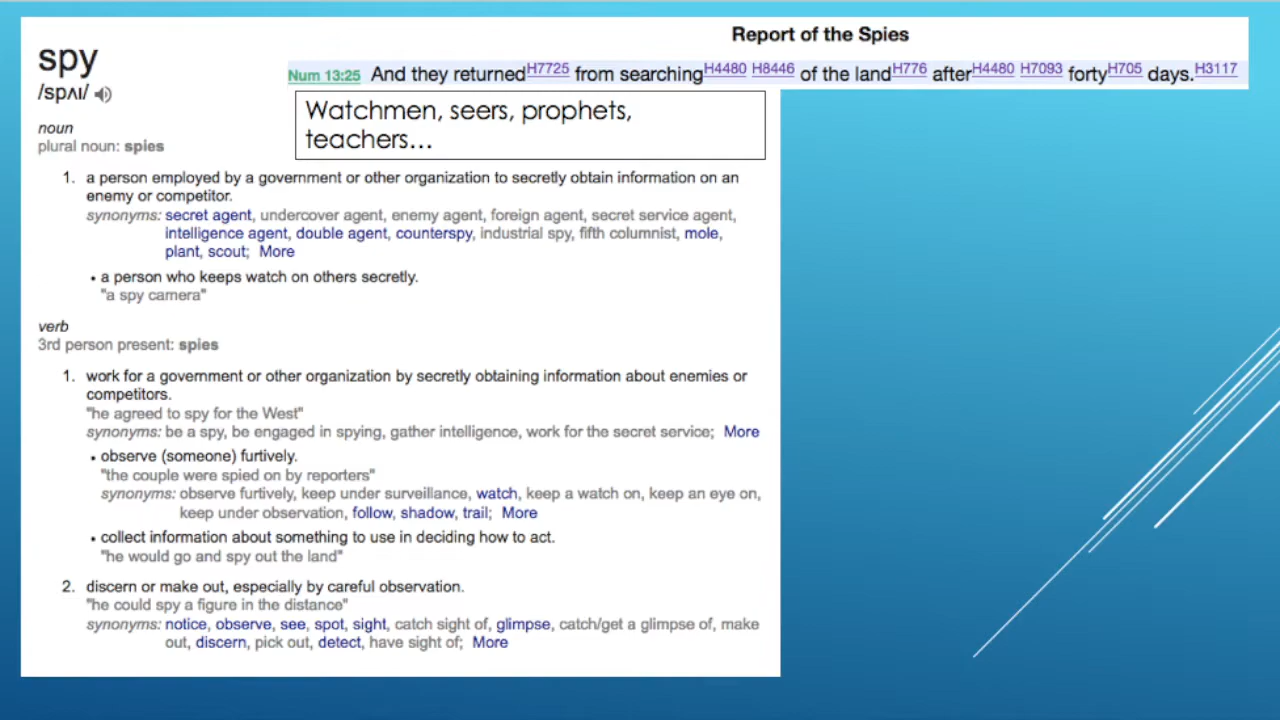 spy
/spʌɪ/
Report of the Spies
Num 13:25 And they returnedH7725 from searchingH4480 H8446 of the landH776 afterH4480 H7093 fortyH705 days.H3117
Watchmen, seers, prophets,
teachers…
noun
plural noun: spies
1. a person employed by a government or other organization to secretly obtain information on an
enemy or competitor.
synonyms: secret agent, undercover agent, enemy agent, foreign agent, secret service agent,
intelligence agent, double agent, counterspy, industrial spy, fifth columnist, mole,
plant, scout; More
• a person who keeps watch on others secretly.
"a spy camera"
verb
3rd person present: spies
1. work for a government or other organization by secretly obtaining information about enemies or
competitors.
"he agreed to spy for the West"
synonyms: be a spy, be engaged in spying, gather intelligence, work for the secret service; More
• observe (someone) furtively.
"the couple were spied on by reporters"
synonyms: observe furtively, keep under surveillance, watch, keep a watch on, keep an eye on,
keep under observation, follow, shadow, trail; More
• collect information about something to use in deciding how to act.
"he would go and spy out the land"
2. discern or make out, especially by careful observation.
"he could spy a figure in the distance"
synonyms: notice, observe, see, spot, sight, catch sight of, glimpse, catch/get a glimpse of, make
out, discern, pick out, detect, have sight of; More